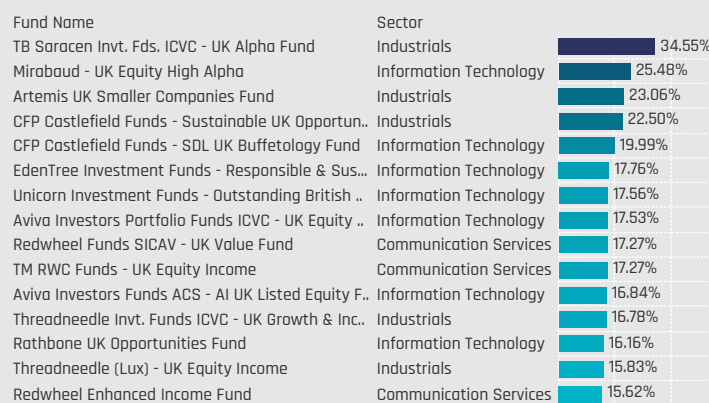 Fund Name Sector
TB Saracen Invt. Fds. ICVC - UK Alpha Fund Industrials 34.55%
Mirabaud - UK Equity High Alpha Information Technology 25.48%
Artemis UK Smaller Companies Fund Industrials 23.06%
CFP Castlefield Funds - Sustainable UK Opportun.. Industrials 22.50%
CFP Castlefield Funds - SDL UK Buffetology Fund Information Technology 19.99%
EdenTree Investment Funds - Responsible & Sus... Information Technology 17.76%
Unicorn Investment Funds - Outstanding British .. Information Technology 17.56%
Aviva Investors Portfolio Funds ICVC - UK Equity .. Information Technology 17.53%
Redwheel Funds SICAV - UK Value Fund Communication Services 17.27%
TM RWC Funds - UK Equity Income Communication Services 17.27%
Aviva Investors Funds ACS - AI UK Listed Equity F.. Information Technology 16.84%
Threadneedle Invt. Funds ICVC - UK Growth & Inc.. Industrials 16.78%
Rathbone UK Opportunities Fund Information Technology 16.16%
Threadneedle (Lux) - UK Equity Income Industrials 15.83%
Redwheel Enhanced Income Fund Communication Services 15.62%